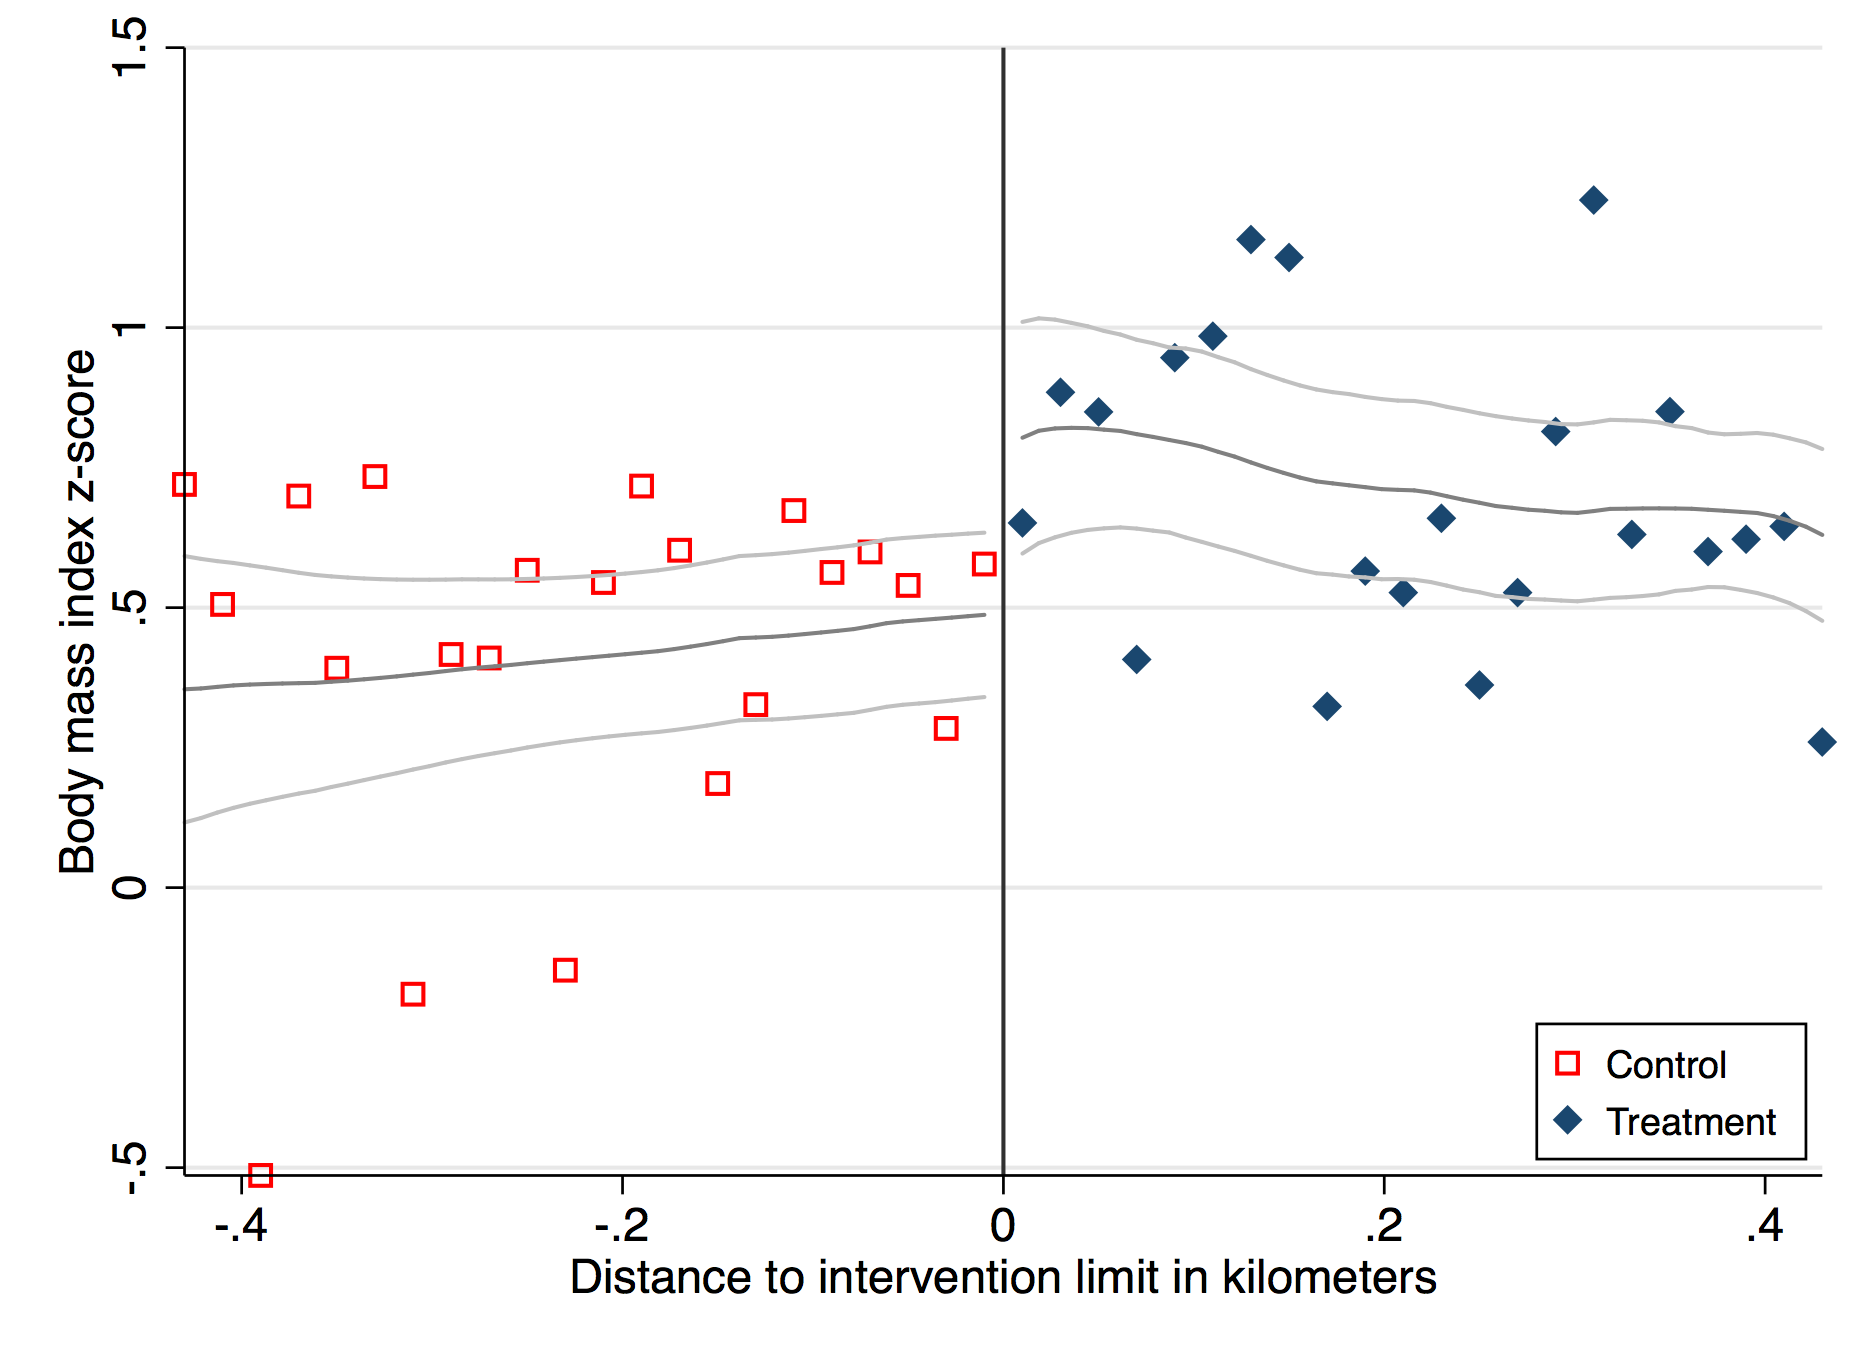 1.5
1
.5
0
-.5
Body mass index z-score
-.4
-.2
0
.2
.4
Distance to intervention limit in kilometers
Control
Treatment